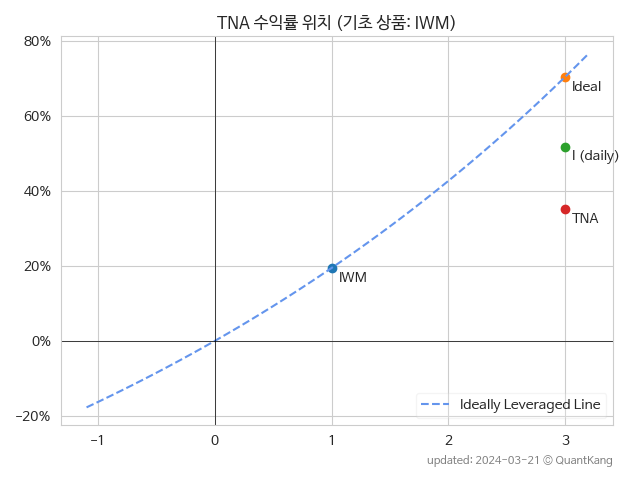 TNA 수익률 위치 (기초 상품: IWM)
80%
60%
40%
20%
0%
−20%
Ideal
I (daily)
TNA
IWM
Ideally Leveraged Line
−1
0
1
2
3
updated: 2024-03-21 © QuantKang